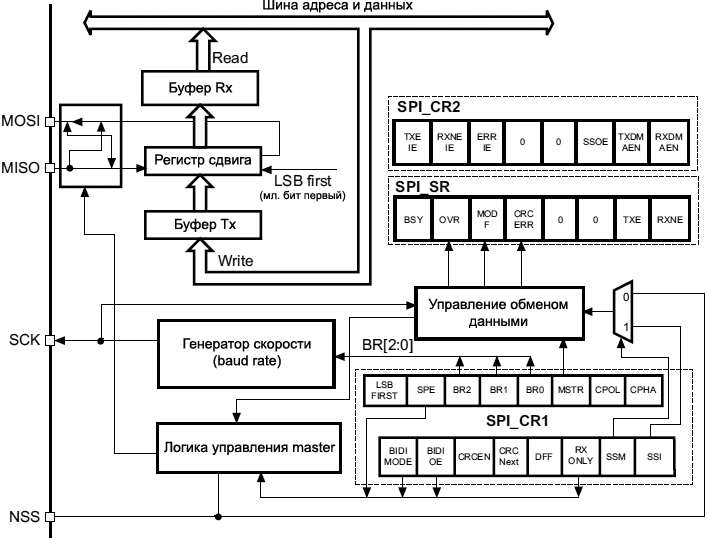 Шина адреса и данных
Read
Буфер Rx
MOSI
MISO
Регистр сдвига
LSB first
(мл. бит первый)
Буфер Tx
Write
SPI_CR2
TXE IE
RXNE IE
ERR IE
0
0
SSOE
TXDM AEN
RXDM AEN
SPI_SR
BSY
OVR
MOD F
CRC ERR
0
0
TXE
RXNE
Управление обменом
данными
0
1
SCK
Генератор скорости
(baud rate)
BR[2:0]
LSB FIRST
SPE
BR2
BR1
BR0
MSTR
CPOL
CPHA
SPI_CR1
Логика управления master
BIDI MODE
BIDI OE
CRCEN
CRC Next
DFF
RX ONLY
SSM
SSI
NSS